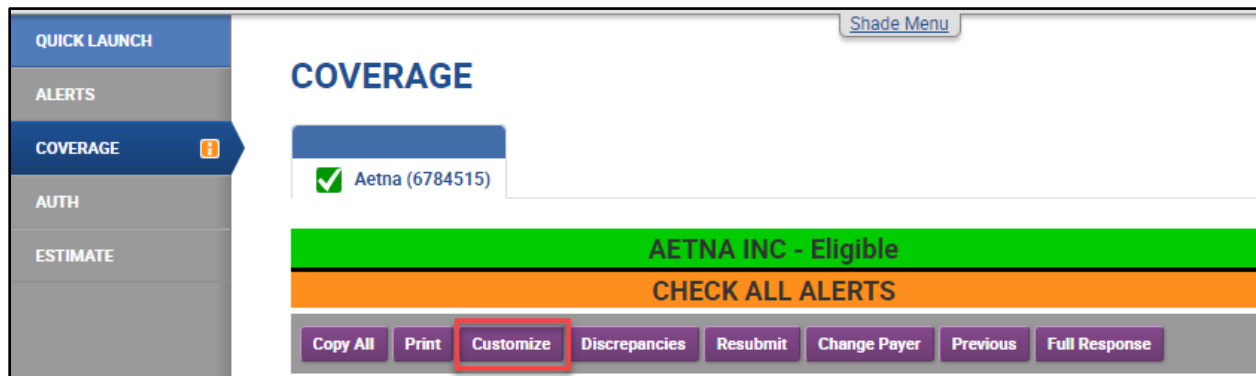 Shade Menu
QUICK LAUNCH
ALERTS
COVERAGE
AUTH
ESTIMATE
COVERAGE
Aetna (6784515)
AETNA INC - Eligible
CHECK ALL ALERTS
Copy All Print Customize Discrepancies Resubmit Change Payer Previous Full Response